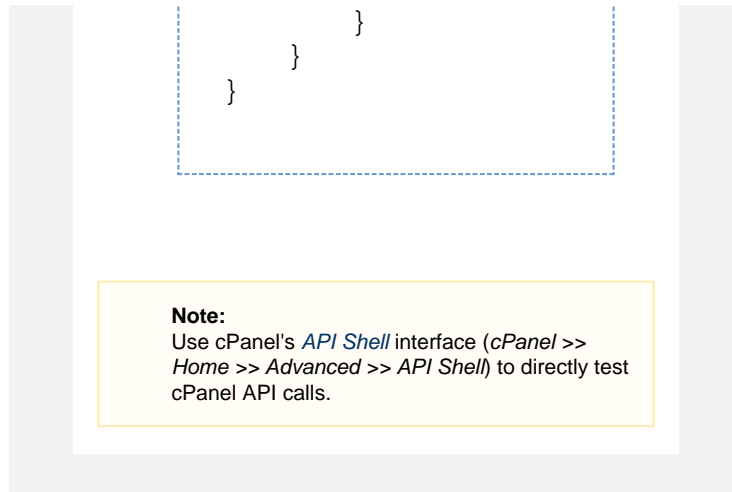 }
}
}
Note:
Use cPanel's API Shell interface (cPanel >>
Home >> Advanced >> API Shell) to directly test
cPanel API calls.